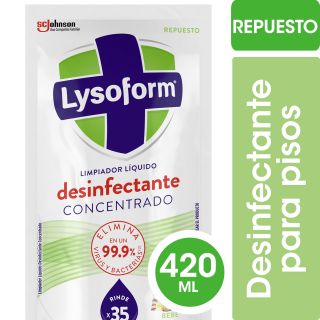 SC Johnson
REPUESTO
Lysoform®
LIMPIADOR LÍQUIDO
desinfectante
CONCENTRADO
ELIMINA
EN UN
99.9%
VIRUS Y BACTERIAS
RINDE
x35
BEBÉ
420
ML
REPUESTO
Desinfectante
para pisos